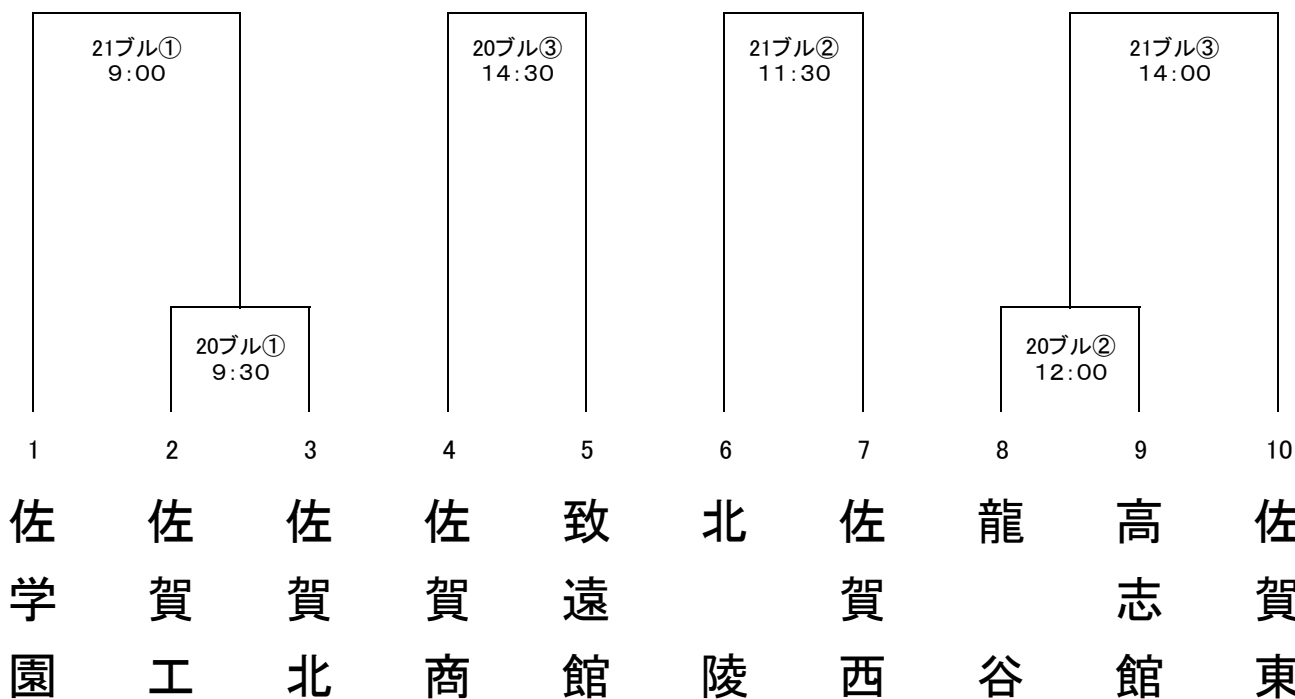 21ブル①
9:00
20ブル③
14:30
21ブル②
11:30
21ブル③
14:00
20ブル①
9:30
20ブル②
12:00
1
2
3
4
5
6
7
8
9
10
佐学園
佐賀工
佐賀北
佐賀商
致遠館
北陵
佐賀西
龍谷
高志館
佐賀東